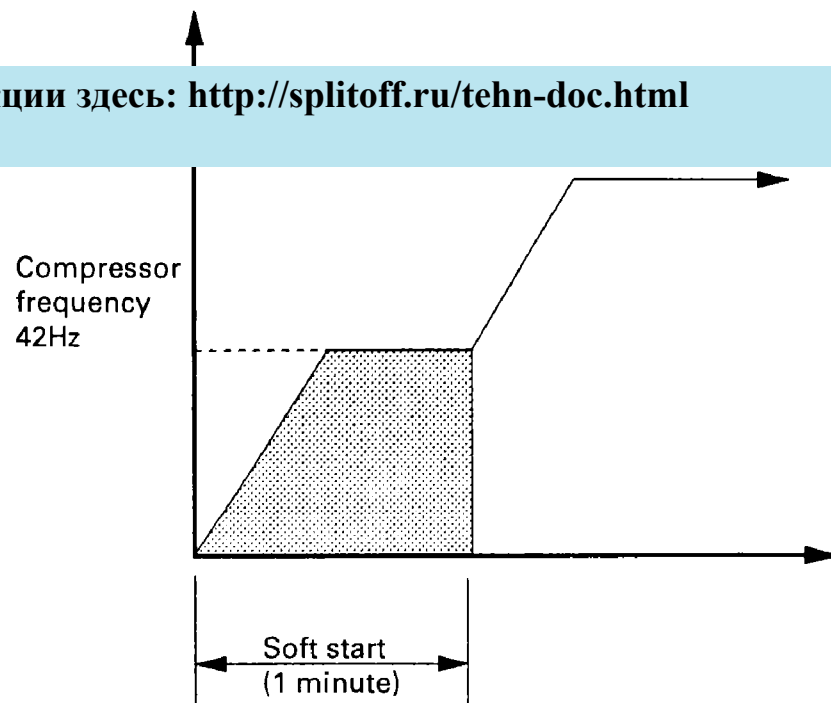 ции здесь: http://splitoff.ru/tehn-doc.html
Compressor
frequency
42Hz
Soft start
(1 minute)